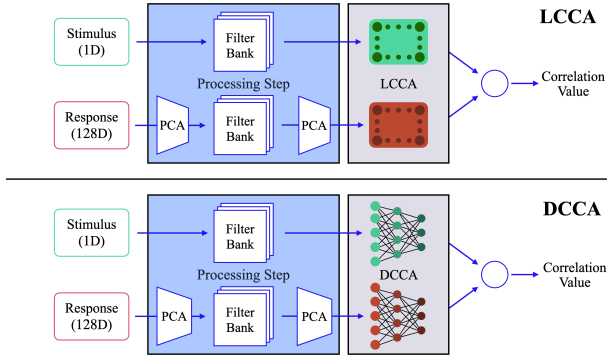 LCCA
Stimulus
(1D)
Filter
Bank
Processing Step
LCCA
Correlation
Value
Response
(128D)
PCA
Filter
Bank
PCA
DCCA
Stimulus
(1D)
Filter
Bank
Processing Step
DCCA
Correlation
Value
Response
(128D)
PCA
Filter
Bank
PCA